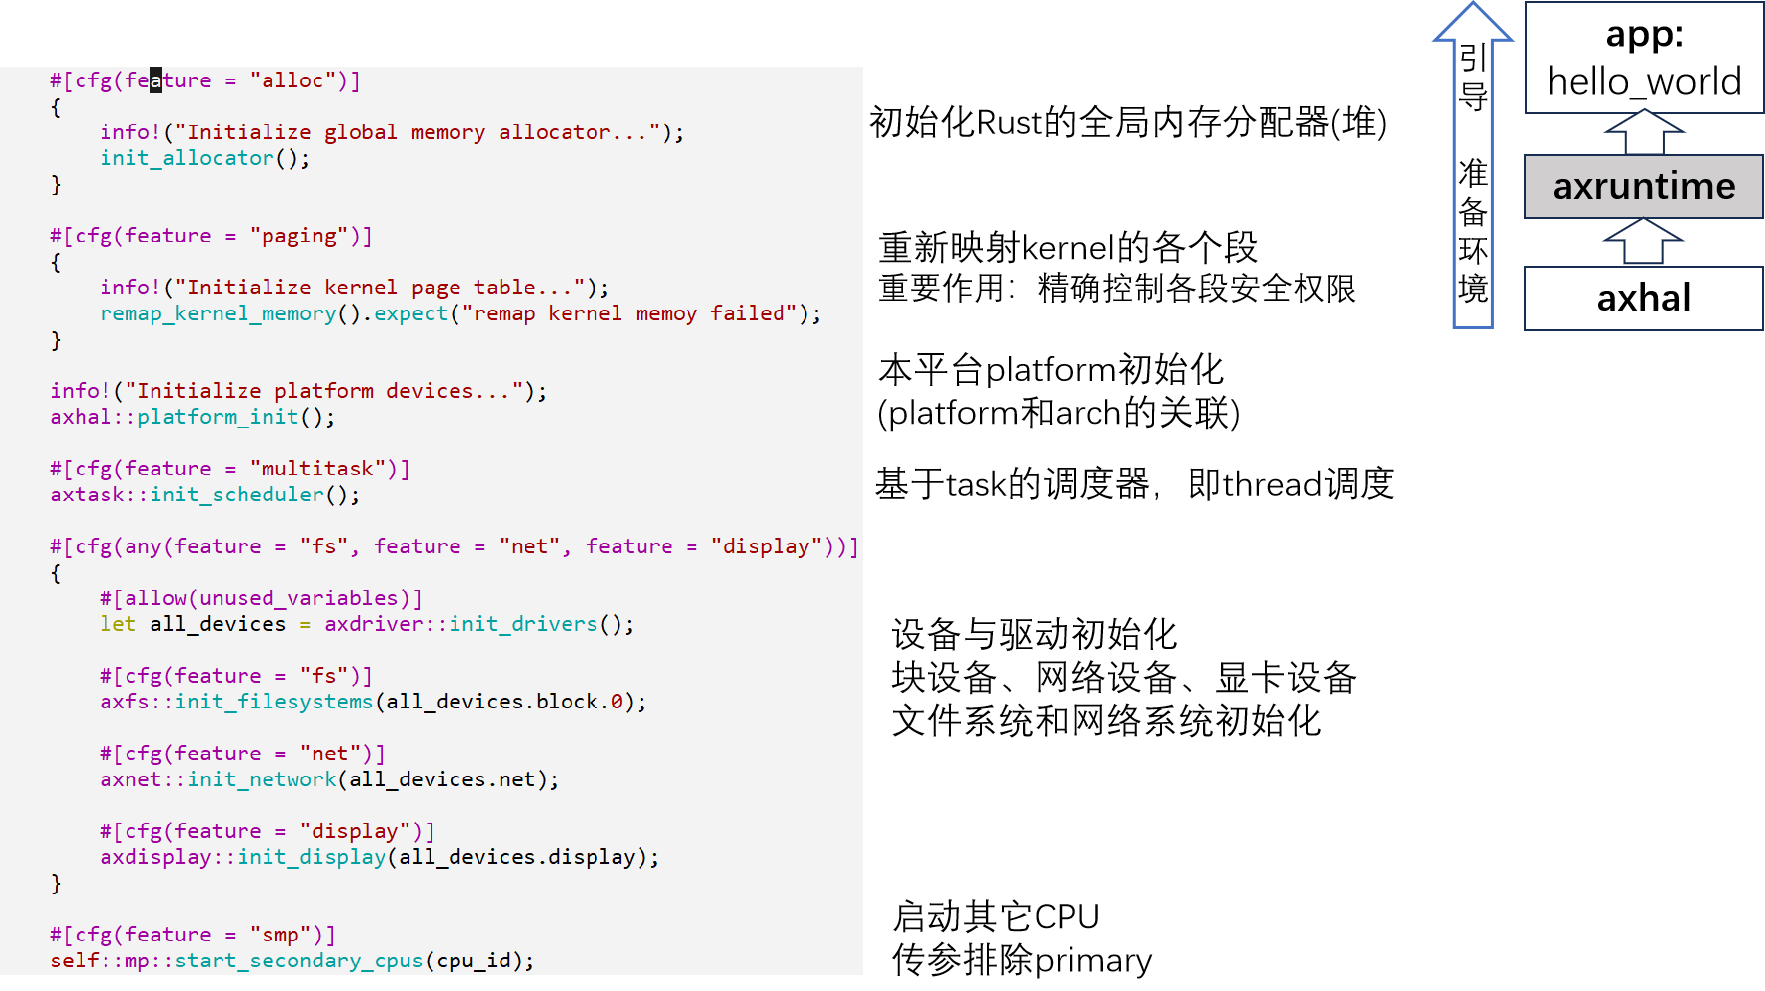 #[cfg(feature = "alloc")]
{
    info!("Initialize global memory allocator...");
    init_allocator();
}
#[cfg(feature = "paging")]
{
    info!("Initialize kernel page table...");
    remap_kernel_memory().expect("remap kernel memoy failed");
}
info!("Initialize platform devices...");
axhal::platform_init();
#[cfg(feature = "multitask")]
axtask::init_scheduler();
#[cfg(any(feature = "fs", feature = "net", feature = "display"))]
{
    #[allow(unused_variables)]
    let all_devices = axdriver::init_drivers();
    #[cfg(feature = "fs")]
    axfs::init_filesystems(all_devices.block.0);
    #[cfg(feature = "net")]
    axnet::init_network(all_devices.net);
    #[cfg(feature = "display")]
    axdisplay::init_display(all_devices.display);
}
#[cfg(feature = "smp")]
self::mp::start_secondary_cpus(cpu_id);
初始化Rust的全局内存分配器(堆)
重新映射kernel的各个段
重要作用：精确控制各段安全权限
本平台platform初始化
(platform和arch的关联)
基于task的调度器，即thread调度
设备与驱动初始化
块设备、网络设备、显卡设备
文件系统和网络系统初始化
启动其它CPU
传参排除primary
引导 准备环境
app:
hello_world
axruntime
axhal